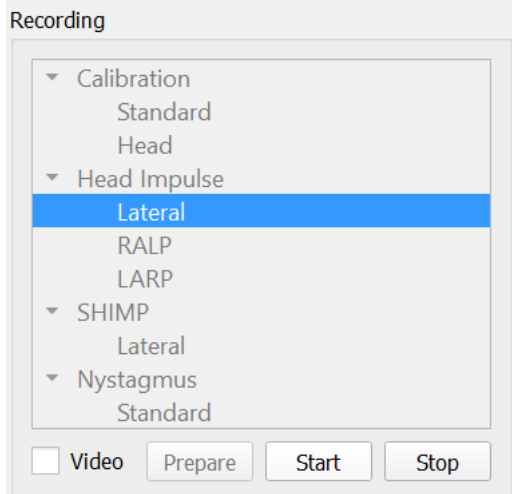 Recording
Calibration
Standard
Head
Head Impulse
Lateral
RALP
LARP
SHIMP
Lateral
Nystagmus
Standard
Video Prepare Start Stop